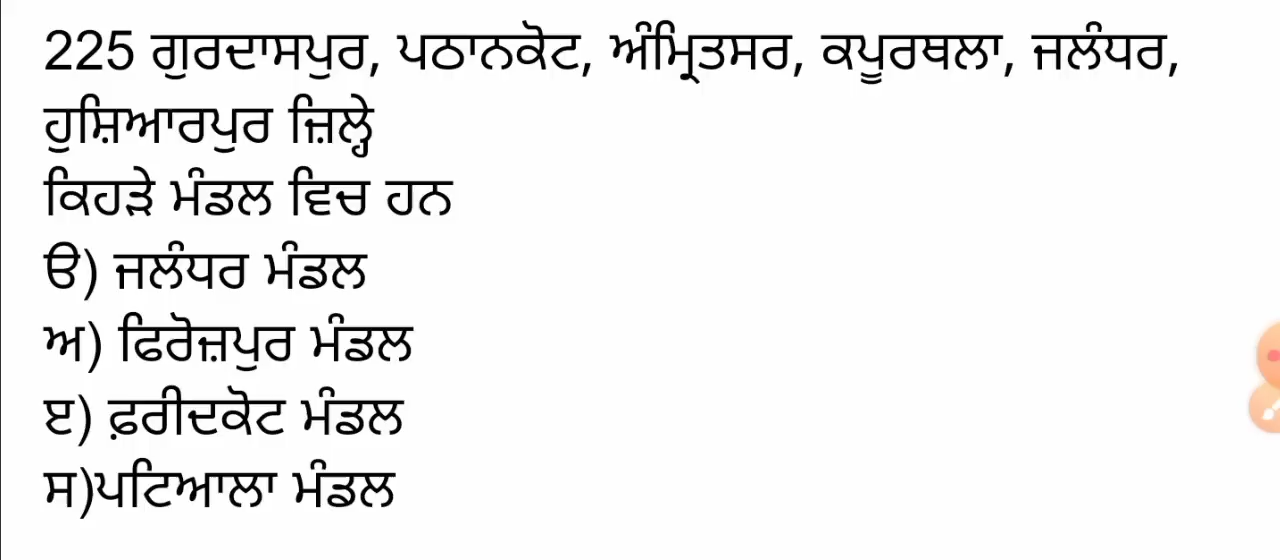 225 ਗੁਰਦਾਸਪੁਰ, ਪਠਾਨਕੋਟ, ਅੰਮ੍ਰਿਤਸਰ, ਕਪੂਰਥਲਾ, ਜਲੰਧਰ,
ਹੁਸ਼ਿਆਰਪੁਰ ਜ਼ਿਲ੍ਹੇ
ਕਿਹੜੇ ਮੰਡਲ ਵਿਚ ਹਨ
ੳ) ਜਲੰਧਰ ਮੰਡਲ
ਅ) ਫਿਰੋਜ਼ਪੁਰ ਮੰਡਲ
ੲ) ਫ਼ਰੀਦਕੋਟ ਮੰਡਲ
ਸ)ਪਟਿਆਲਾ ਮੰਡਲ